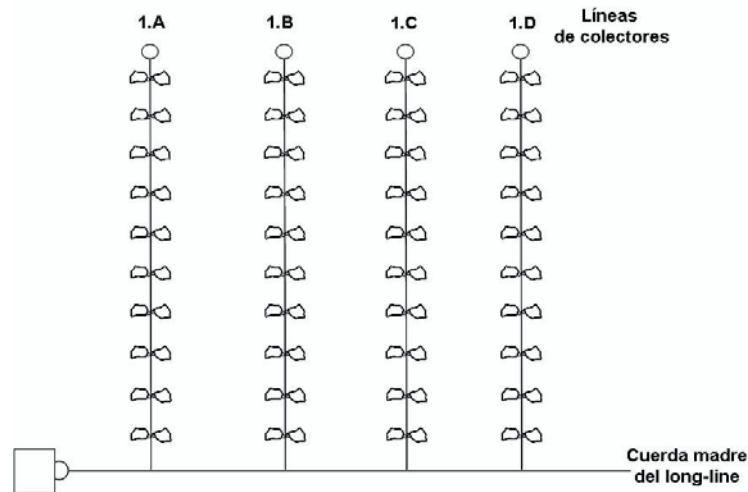 1.A
1.B
1.C
1.D
Líneas
de colectores
Cuerda madre
del long-line